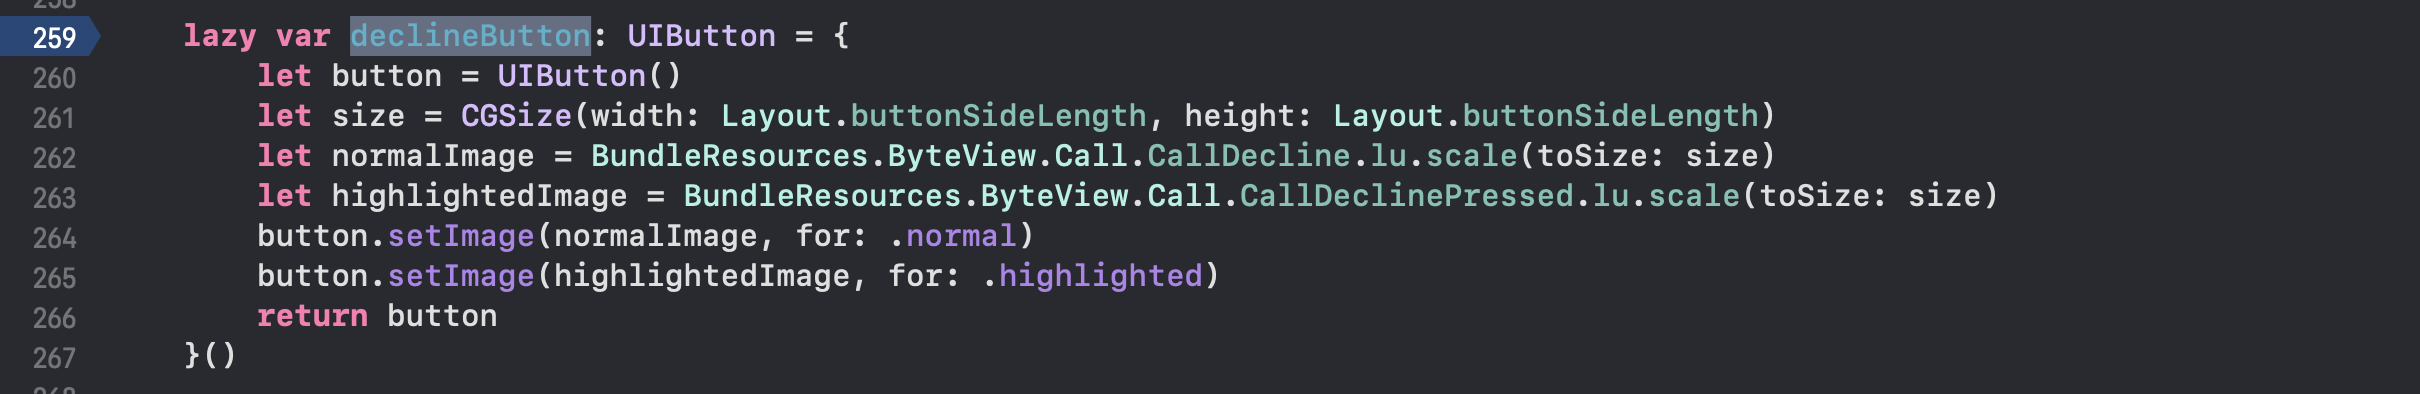 258
259 lazy var declineButton: UIButton = {
260 let button = UIButton()
261 let size = CGSize(width: Layout.buttonSideLength, height: Layout.buttonSideLength)
262 let normalImage = BundleResources.ByteView.Call.CallDecline.lu.scale(toSize: size)
263 let highlightedImage = BundleResources.ByteView.Call.CallDeclinePressed.lu.scale(toSize: size)
264 button.setImage(normalImage, for: .normal)
265 button.setImage(highlightedImage, for: .highlighted)
266 return button
267 }()
268